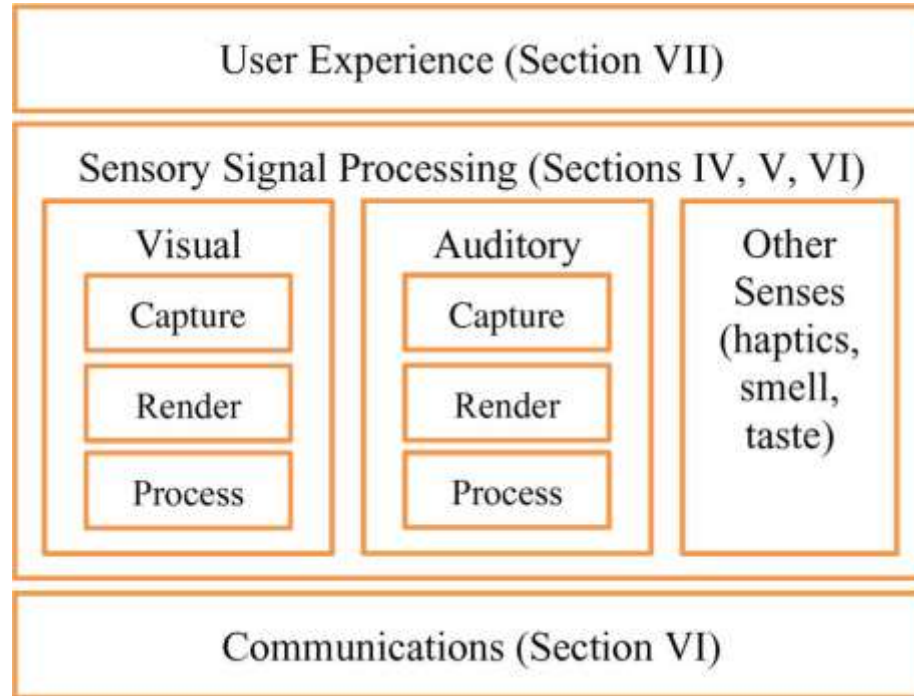 User Experience (Section VII)
Sensory Signal Processing (Sections IV, V, VI)
Visual
Capture
Render
Process
Auditory
Capture
Render
Process
Other
Senses
(haptics,
smell,
taste)
Communications (Section VI)